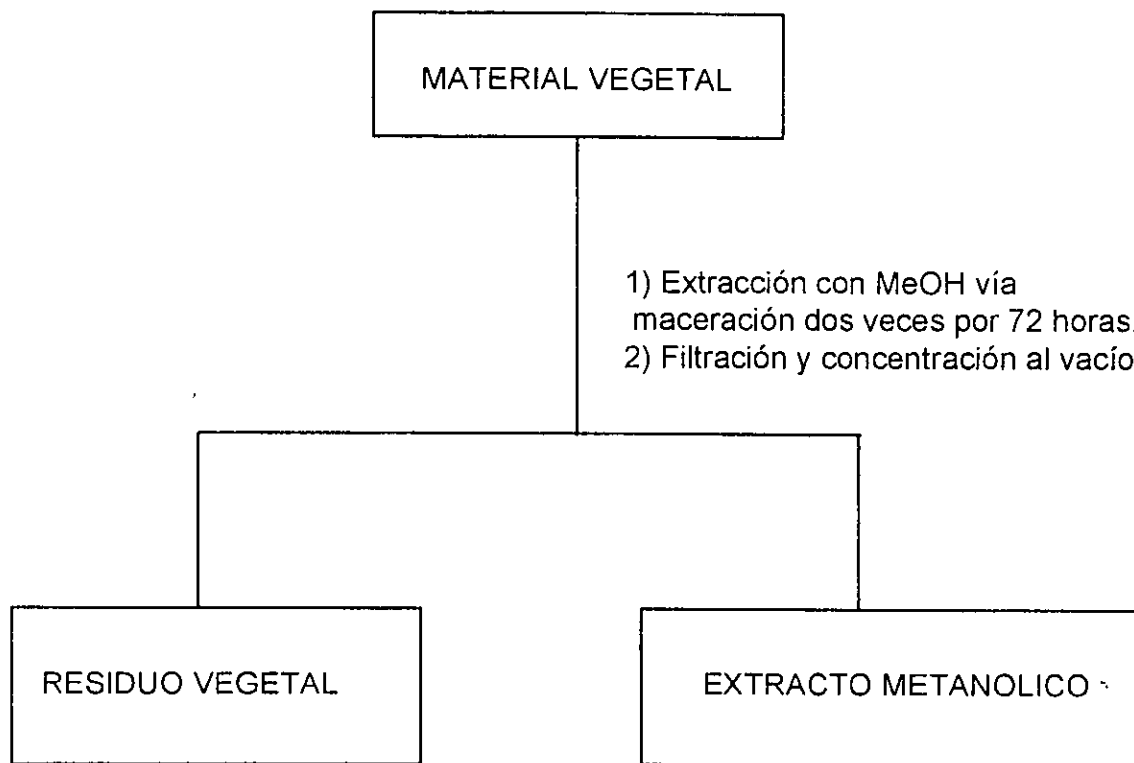 MATERIAL VEGETAL
1) Extracción con MeOH vía
maceración dos veces por 72 horas.
2) Filtración y concentración al vacío
RESIDUO VEGETAL
EXTRACTO METANOLICO